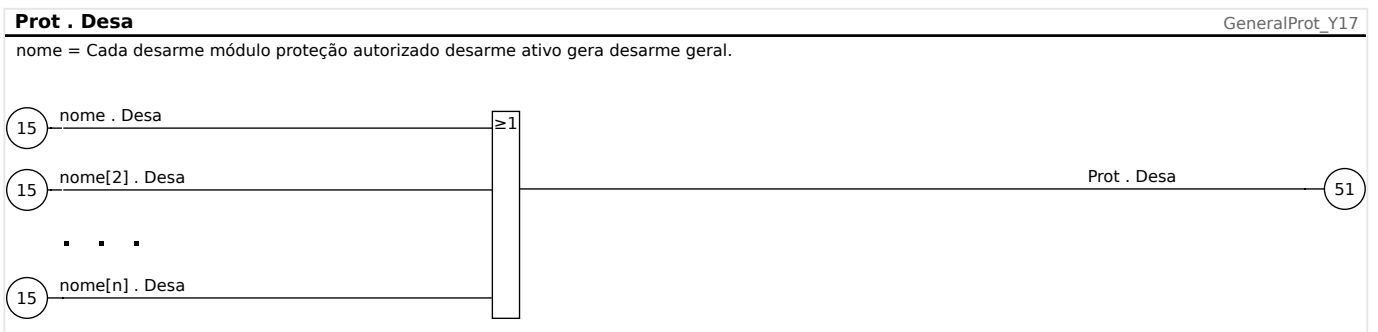 Prot . Desa
GeneralProt_Y17
nome = Cada desarme módulo proteção autorizado desarme ativo gera desarme geral.
15 nome . Desa
≥1
15 nome[2] . Desa
Prot . Desa 51
. . .
15 nome[n] . Desa